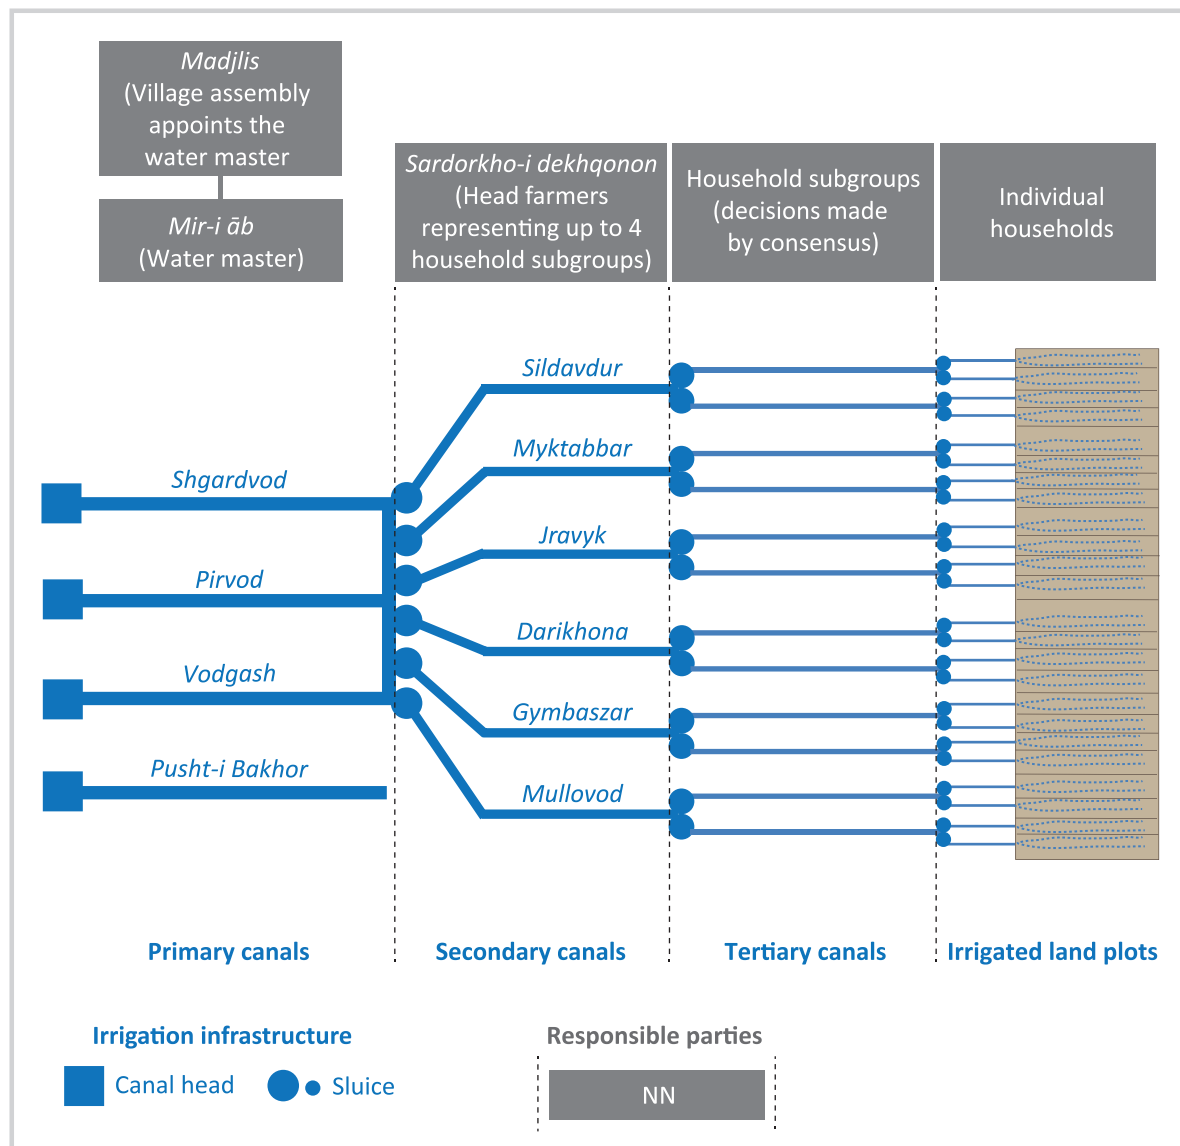 Madjlis
(Village assembly
appoints the
water master
Mir-i āb
(Water master)
Sardorkho-i dekhqonon
(Head farmers
representing up to 4
household subgroups)
Household subgroups
(decisions made
by consensus)
Individual
households
Shgardvod
Pirvod
Vodgash
Pusht-i Bakhor
Sildavdur
Myktabbar
Jravyk
Darikhona
Gymbaszar
Mullovod
Primary canals
Secondary canals
Tertiary canals
Irrigated land plots
Irrigation infrastructure
Canal head
Sluice
Responsible parties
NN